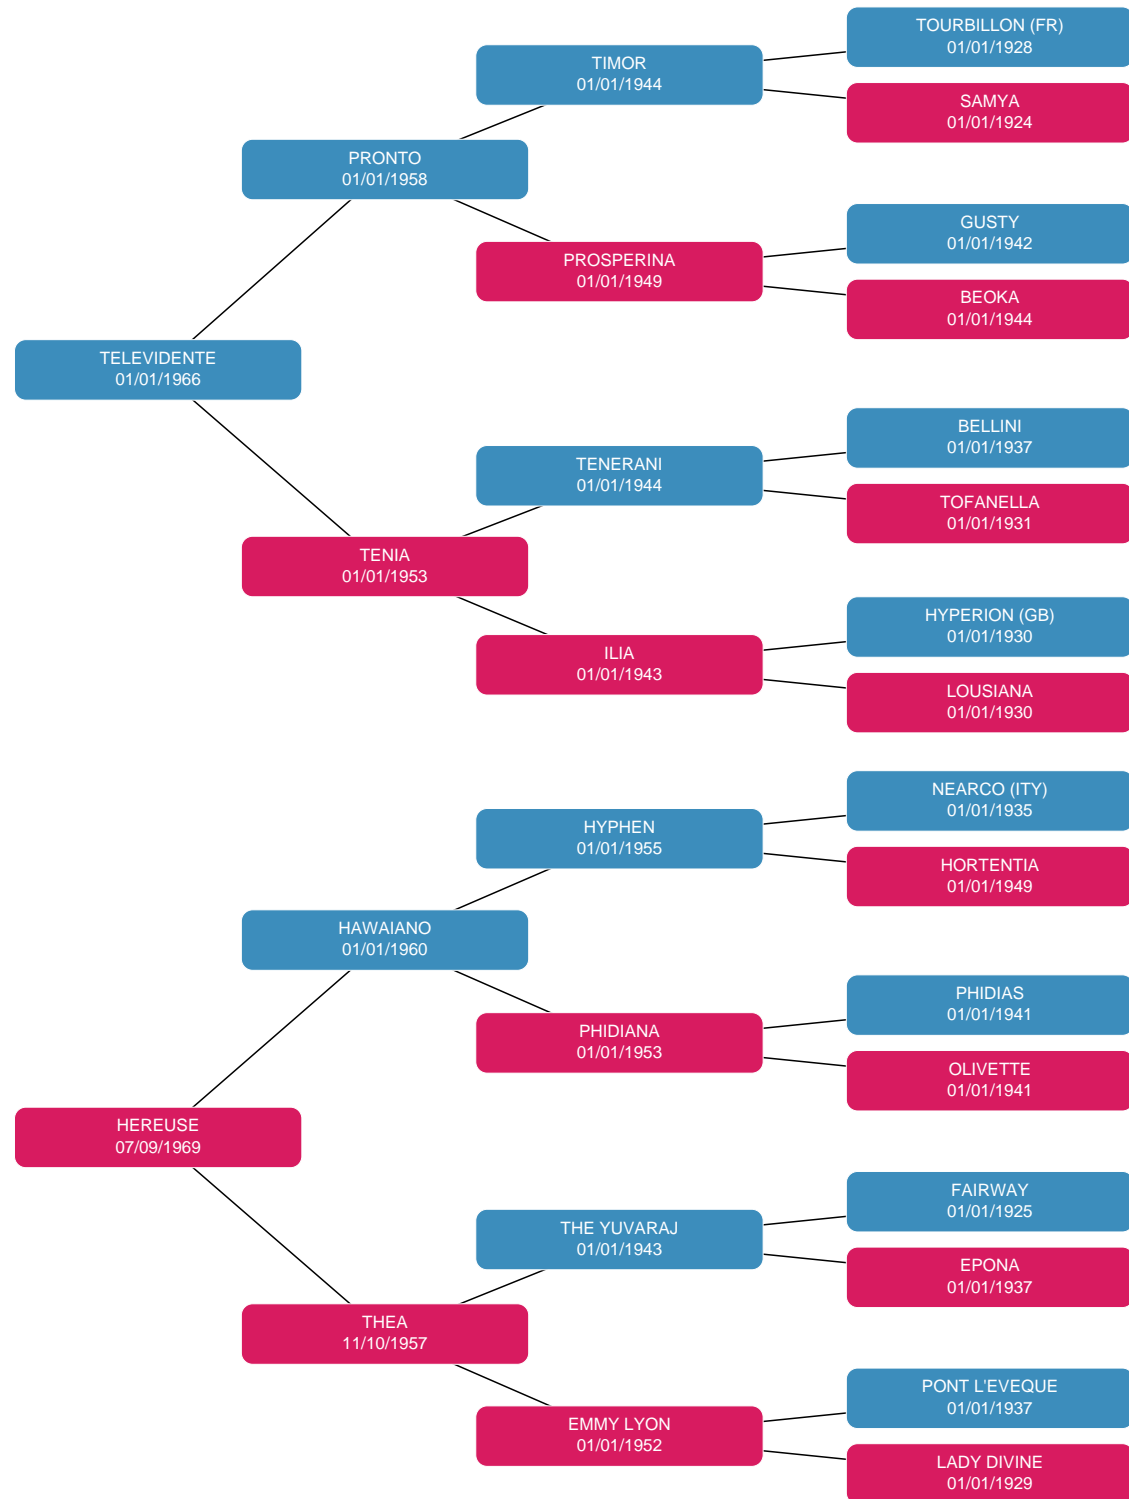 TOURBILLON (FR)
01/01/1928
TIMOR
01/01/1944
SAMYA
01/01/1924
PRONTO
01/01/1958
GUSTY
01/01/1942
PROSPERINA
01/01/1949
BEOKA
01/01/1944
TELEVIDENTE
01/01/1966
BELLINI
01/01/1937
TENERANI
01/01/1944
TOFANELLA
01/01/1931
TENIA
01/01/1953
HYPERION (GB)
01/01/1930
ILIA
01/01/1943
LOUSIANA
01/01/1930
NEARCO (ITY)
01/01/1935
HYPHEN
01/01/1955
HORTENTIA
01/01/1949
HAWAIANO
01/01/1960
PHIDIAS
01/01/1941
PHIDIANA
01/01/1953
OLIVETTE
01/01/1941
HEREUSE
07/09/1969
FAIRWAY
01/01/1925
THE YUVARAJ
01/01/1943
EPONA
01/01/1937
THEA
11/10/1957
PONT L'EVEQUE
01/01/1937
EMMY LYON
01/01/1952
LADY DIVINE
01/01/1929